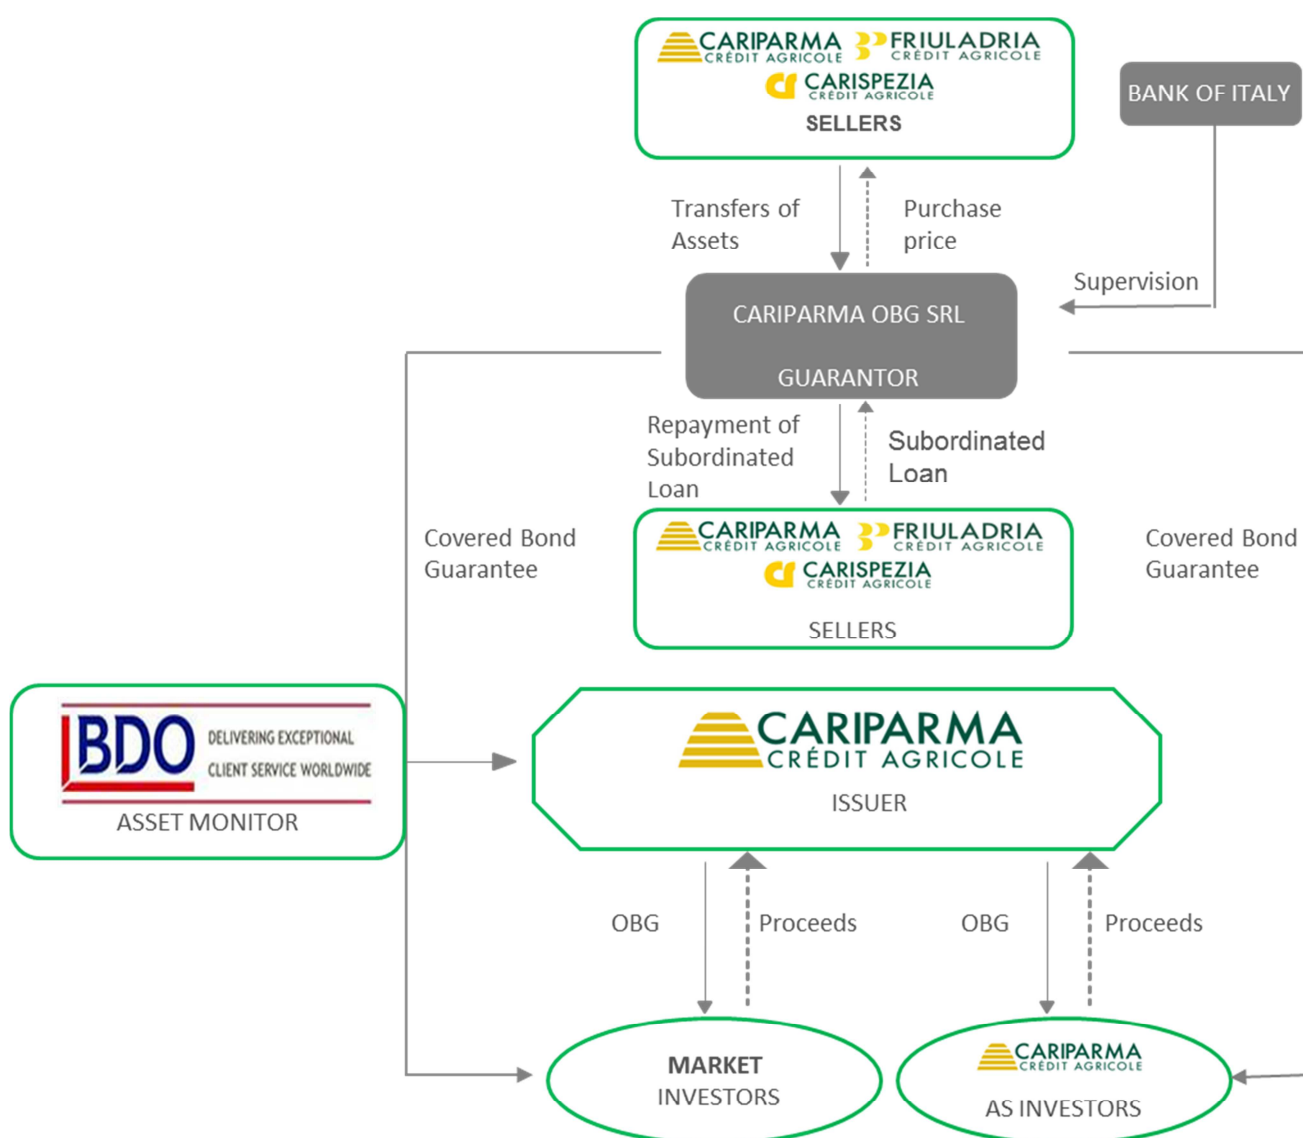 CARIPARMA
CRÉDIT AGRICOLE
FRIULADRIA
CRÉDIT AGRICOLE
CARISPEZIA
CRÉDIT AGRICOLE
SELLERS
BANK OF ITALY
Transfers of
Assets
Purchase
price
Supervision
CARIPARMA OBG SRL
GUARANTOR
Repayment of
Subordinated
Loan
Subordinated
Loan
Covered Bond
Guarantee
Covered Bond
Guarantee
CARIPARMA
CRÉDIT AGRICOLE
FRIULADRIA
CRÉDIT AGRICOLE
CARISPEZIA
CRÉDIT AGRICOLE
SELLERS
BDO
DELIVERING EXCEPTIONAL
CLIENT SERVICE WORLDWIDE
ASSET MONITOR
CARIPARMA
CRÉDIT AGRICOLE
ISSUER
OBG
Proceeds
OBG
Proceeds
MARKET
INVESTORS
CARIPARMA
CRÉDIT AGRICOLE
AS INVESTORS